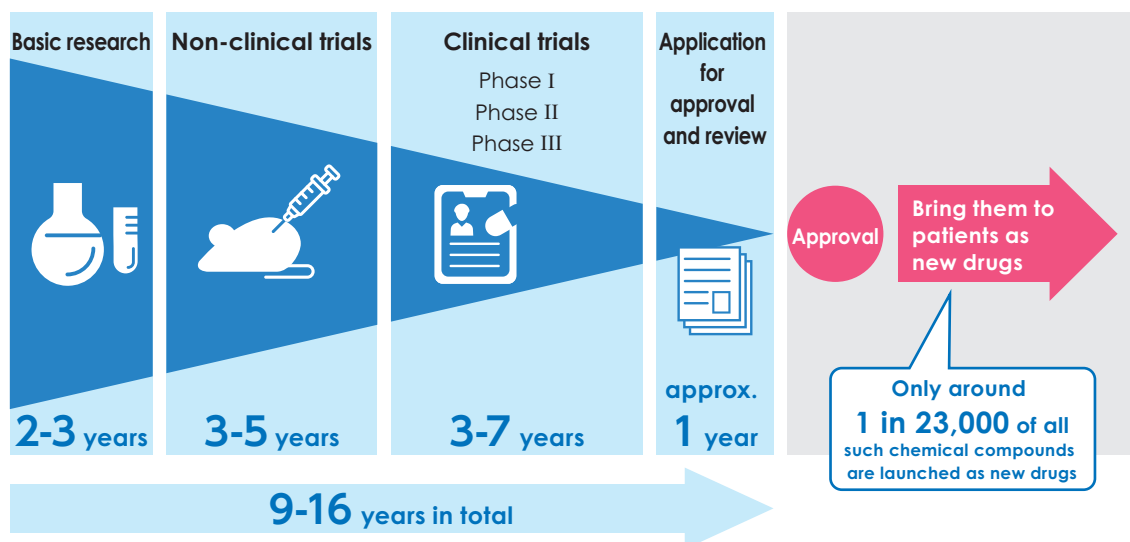 Basic research
Non-clinical trials
Clinical trials
Phase I
Phase II
Phase III
Application
for
approval
and review
2-3 years
3-5 years
3-7 years
approx.
1 year
Approval
Bring them to
patients as
new drugs
Only around
1 in 23,000 of all
such chemical compounds
are launched as new drugs
9-16 years in total